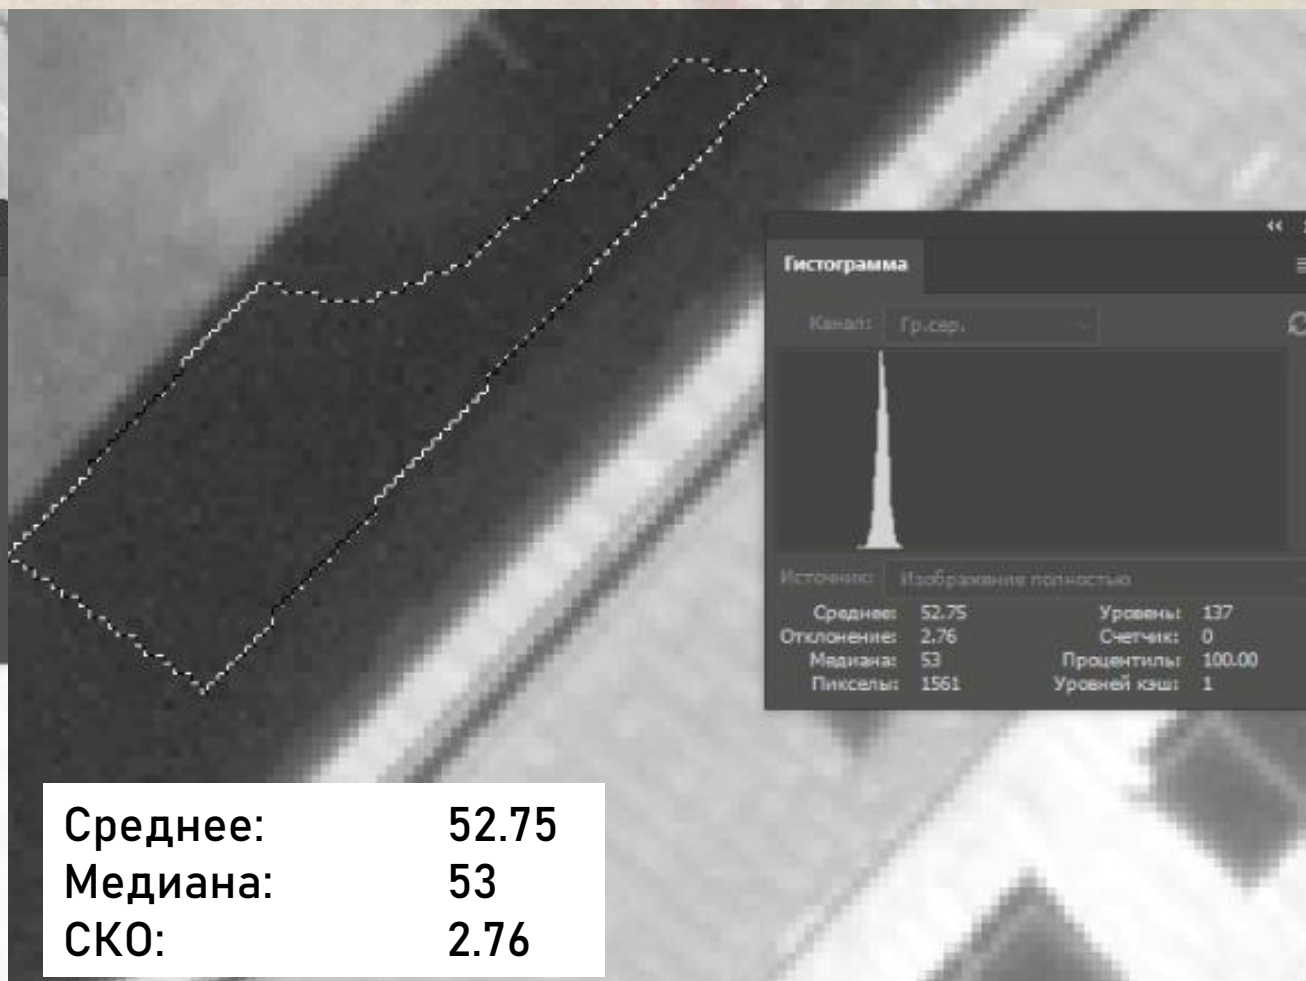 Гистограмма
Канал: Гр.сер.
Источник: Изображение полностью
Среднее: 52.75 Уровень: 137
Отклонение: 2.76 Счетчик: 0
Медиана: 53 Процентиль: 100.00
Пикселы: 1561 Уровней кэш: 1
Среднее: 52.75
Медиана: 53
СКО: 2.76